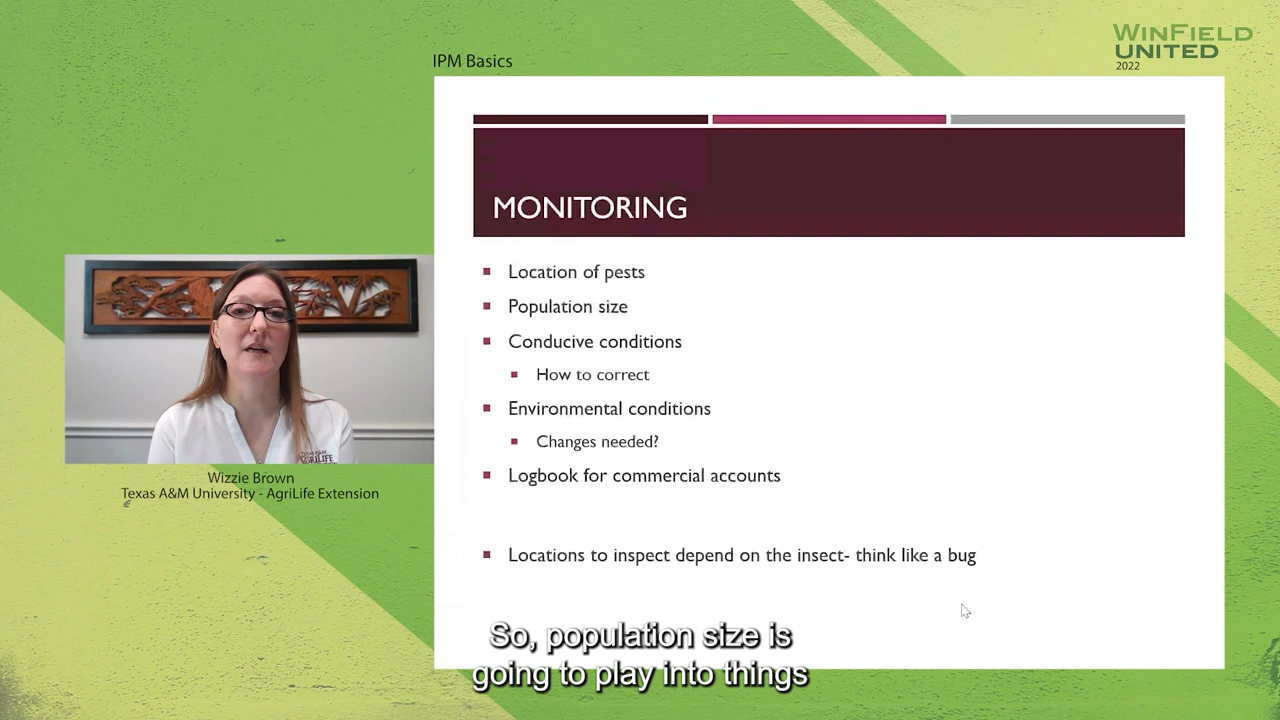 WINFIELD
UNITED
2022
IPM Basics
MONITORING
Location of pests
Population size
Conducive conditions
How to correct
Environmental conditions
Changes needed?
Logbook for commercial accounts
Locations to inspect depend on the insect- think like a bug
AGRILIFE
Wizzie Brown
Texas A&M University - AgriLife Extension
So, population size is
going to play into things